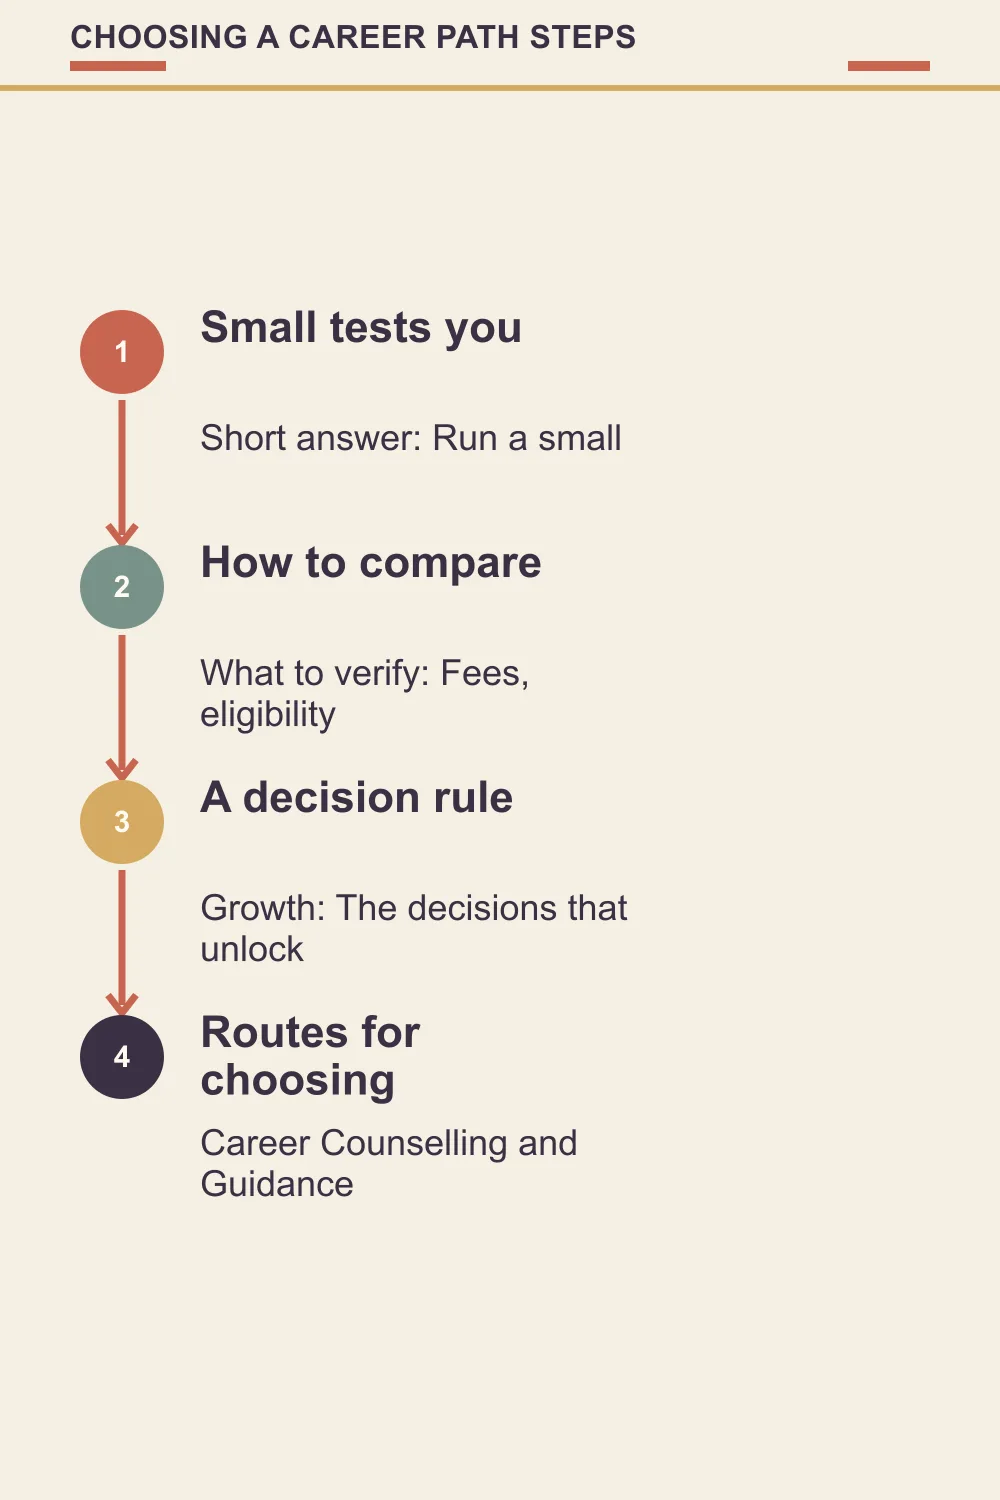 CHOOSING A CAREER PATH STEPS
1
Small tests you
Short answer: Run a small
2
How to compare
What to verify: Fees,
eligibility
3
A decision rule
Growth: The decisions that
unlock
4
Routes for
choosing
Career Counselling and
Guidance